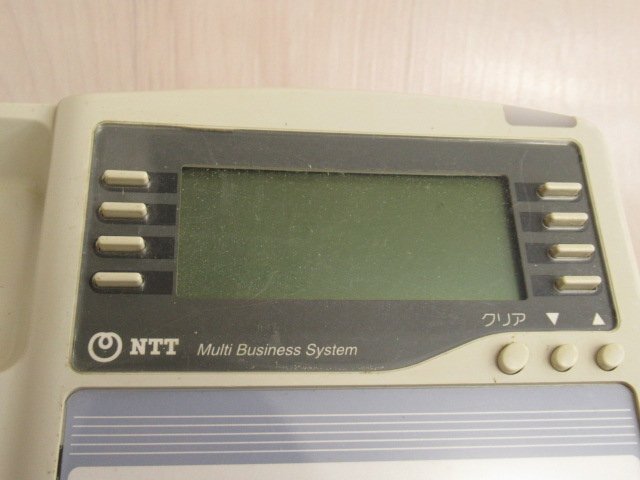 クリア ▼ ▲
NTT Multi Business System